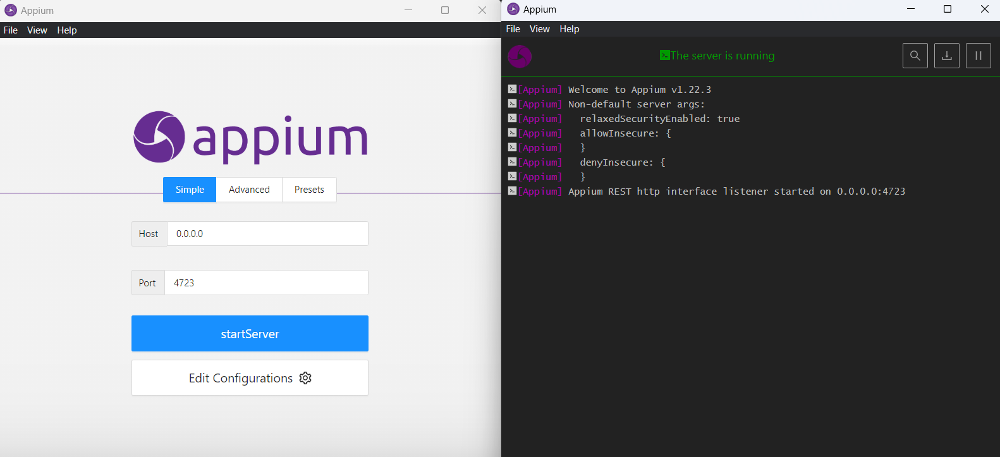 Appium
File View Help
appium
Simple Advanced Presets
Host 0.0.0.0
Port 4723
startServer
Edit Configurations
Appium
File View Help
The server is running
[Appium] Welcome to Appium v1.22.3
[Appium] Non-default server args:
[Appium]   relaxedSecurityEnabled: true
[Appium]   allowInsecure: {
[Appium]   }
[Appium]   denyInsecure: {
[Appium]   }
[Appium] Appium REST http interface listener started on 0.0.0.0:4723